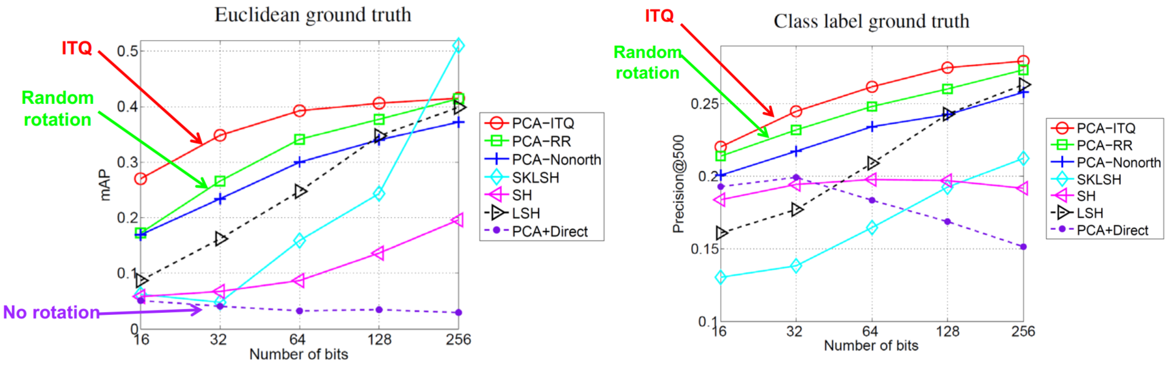 Euclidean ground truth
ITQ
Random
rotation
No rotation
mAP
0.5
0.4
0.3
0.2
0.1
0
16
32
64
128
256
Number of bits
PCA-ITQ
PCA-RR
PCA-Nonorth
SKLSH
SH
LSH
PCA+Direct
Class label ground truth
ITQ
Random
rotation
Precision@500
0.25
0.2
0.15
0.1
16
32
64
128
256
Number of bits
PCA-ITQ
PCA-RR
PCA-Nonorth
SKLSH
SH
LSH
PCA+Direct